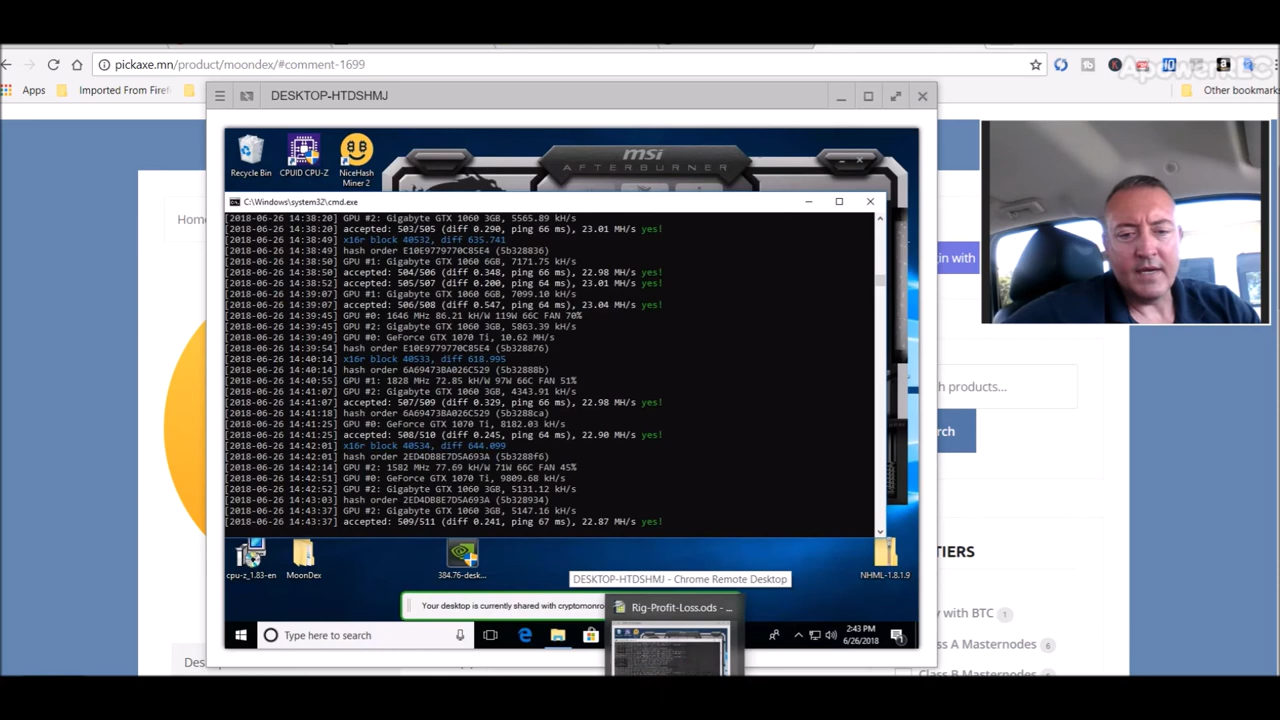 ApowerREC
pickaxe.mn/product/moondex/#comment-1699
Apps
Imported From Firef
Other bookmark
DESKTOP-HTDSHMJ
Recycle Bin
CPUID CPU-Z
NiceHash
Miner 2
msi
AFTERBURNER
C:\Windows\system32\cmd.exe
[2018-06-26 14:38:20] GPU #2: Gigabyte GTX 1060 3GB, 5565.89 kH/s
[2018-06-26 14:38:20] accepted: 503/505 (diff 0.290, ping 66 ms), 23.01 MH/s yes!
[2018-06-26 14:38:49] x16r block 40532, diff 635.741
[2018-06-26 14:38:49] hash order E10E9779770C85E4 (5b328836)
[2018-06-26 14:38:50] GPU #1: Gigabyte GTX 1060 6GB, 7171.75 kH/s
[2018-06-26 14:38:50] accepted: 504/506 (diff 0.348, ping 66 ms), 22.98 MH/s yes!
[2018-06-26 14:38:52] accepted: 505/507 (diff 0.200, ping 64 ms), 23.01 MH/s yes!
[2018-06-26 14:39:07] GPU #1: Gigabyte GTX 1060 6GB, 7099.10 kH/s
[2018-06-26 14:39:07] accepted: 506/508 (diff 0.547, ping 64 ms), 23.04 MH/s yes!
[2018-06-26 14:39:45] GPU #0: 1646 MHz 86.21 kH/W 119W 66C FAN 70%
[2018-06-26 14:39:45] GPU #2: Gigabyte GTX 1060 3GB, 5863.39 kH/s
[2018-06-26 14:39:49] GPU #0: GeForce GTX 1070 Ti, 10.62 MH/s
[2018-06-26 14:39:54] hash order E10E9779770C85E4 (5b328876)
[2018-06-26 14:40:14] x16r block 40533, diff 618.995
[2018-06-26 14:40:14] hash order 6A69473BA026C529 (5b32888b)
[2018-06-26 14:40:55] GPU #1: 1828 MHz 72.85 kH/W 97W 66C FAN 51%
[2018-06-26 14:41:07] GPU #2: Gigabyte GTX 1060 3GB, 4343.91 kH/s
[2018-06-26 14:41:07] accepted: 507/509 (diff 0.329, ping 66 ms), 22.98 MH/s yes!
[2018-06-26 14:41:18] hash order 6A69473BA026C529 (5b3288ca)
[2018-06-26 14:41:25] GPU #0: GeForce GTX 1070 Ti, 8182.03 kH/s
[2018-06-26 14:41:25] accepted: 508/510 (diff 0.245, ping 64 ms), 22.90 MH/s yes!
[2018-06-26 14:42:01] x16r block 40534, diff 644.099
[2018-06-26 14:42:01] hash order 2ED4DB8E7D5A693A (5b3288f6)
[2018-06-26 14:42:14] GPU #2: 1582 MHz 77.69 kH/W 71W 66C FAN 45%
[2018-06-26 14:42:51] GPU #0: GeForce GTX 1070 Ti, 9809.68 kH/s
[2018-06-26 14:42:52] GPU #2: Gigabyte GTX 1060 3GB, 5131.12 kH/s
[2018-06-26 14:43:03] hash order 2ED4DB8E7D5A693A (5b328934)
[2018-06-26 14:43:37] GPU #2: Gigabyte GTX 1060 3GB, 5147.16 kH/s
[2018-06-26 14:43:37] accepted: 509/511 (diff 0.241, ping 67 ms), 22.87 MH/s yes!
Home
in with
h products...
rch
TIERS
y with BTC 1
A Masternodes 6
Class B Masternodes
cpu-z_1.83-en
MoonDex
384.76-desk...
NHML-1.8.1.9
DESKTOP-HTDSHMJ - Chrome Remote Desktop
Your desktop is currently shared with cryptomonro
Rig-Profit-Loss.ods - ...
Type here to search
2:43 PM
6/26/2018
Des